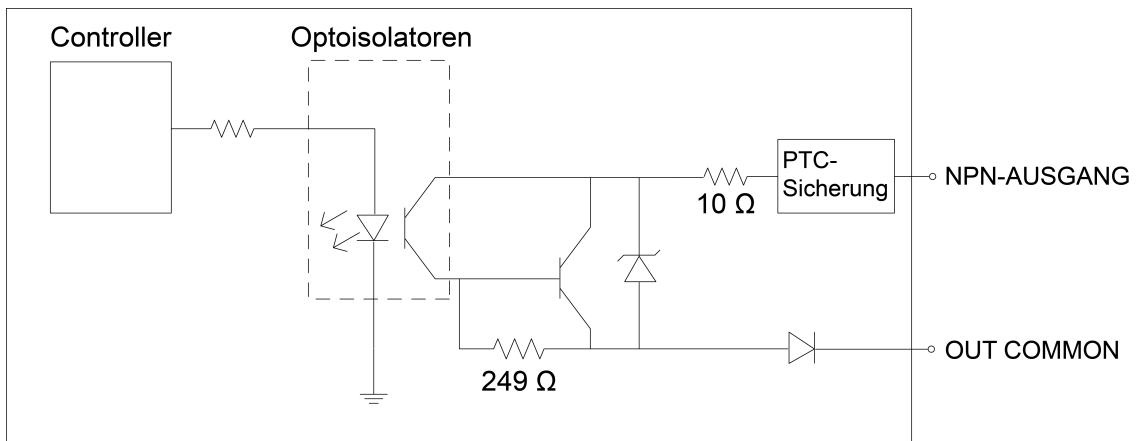 Controller
Optoisolatoren
PTC-
Sicherung
NPN-AUSGANG
10 Ω
OUT COMMON
249 Ω